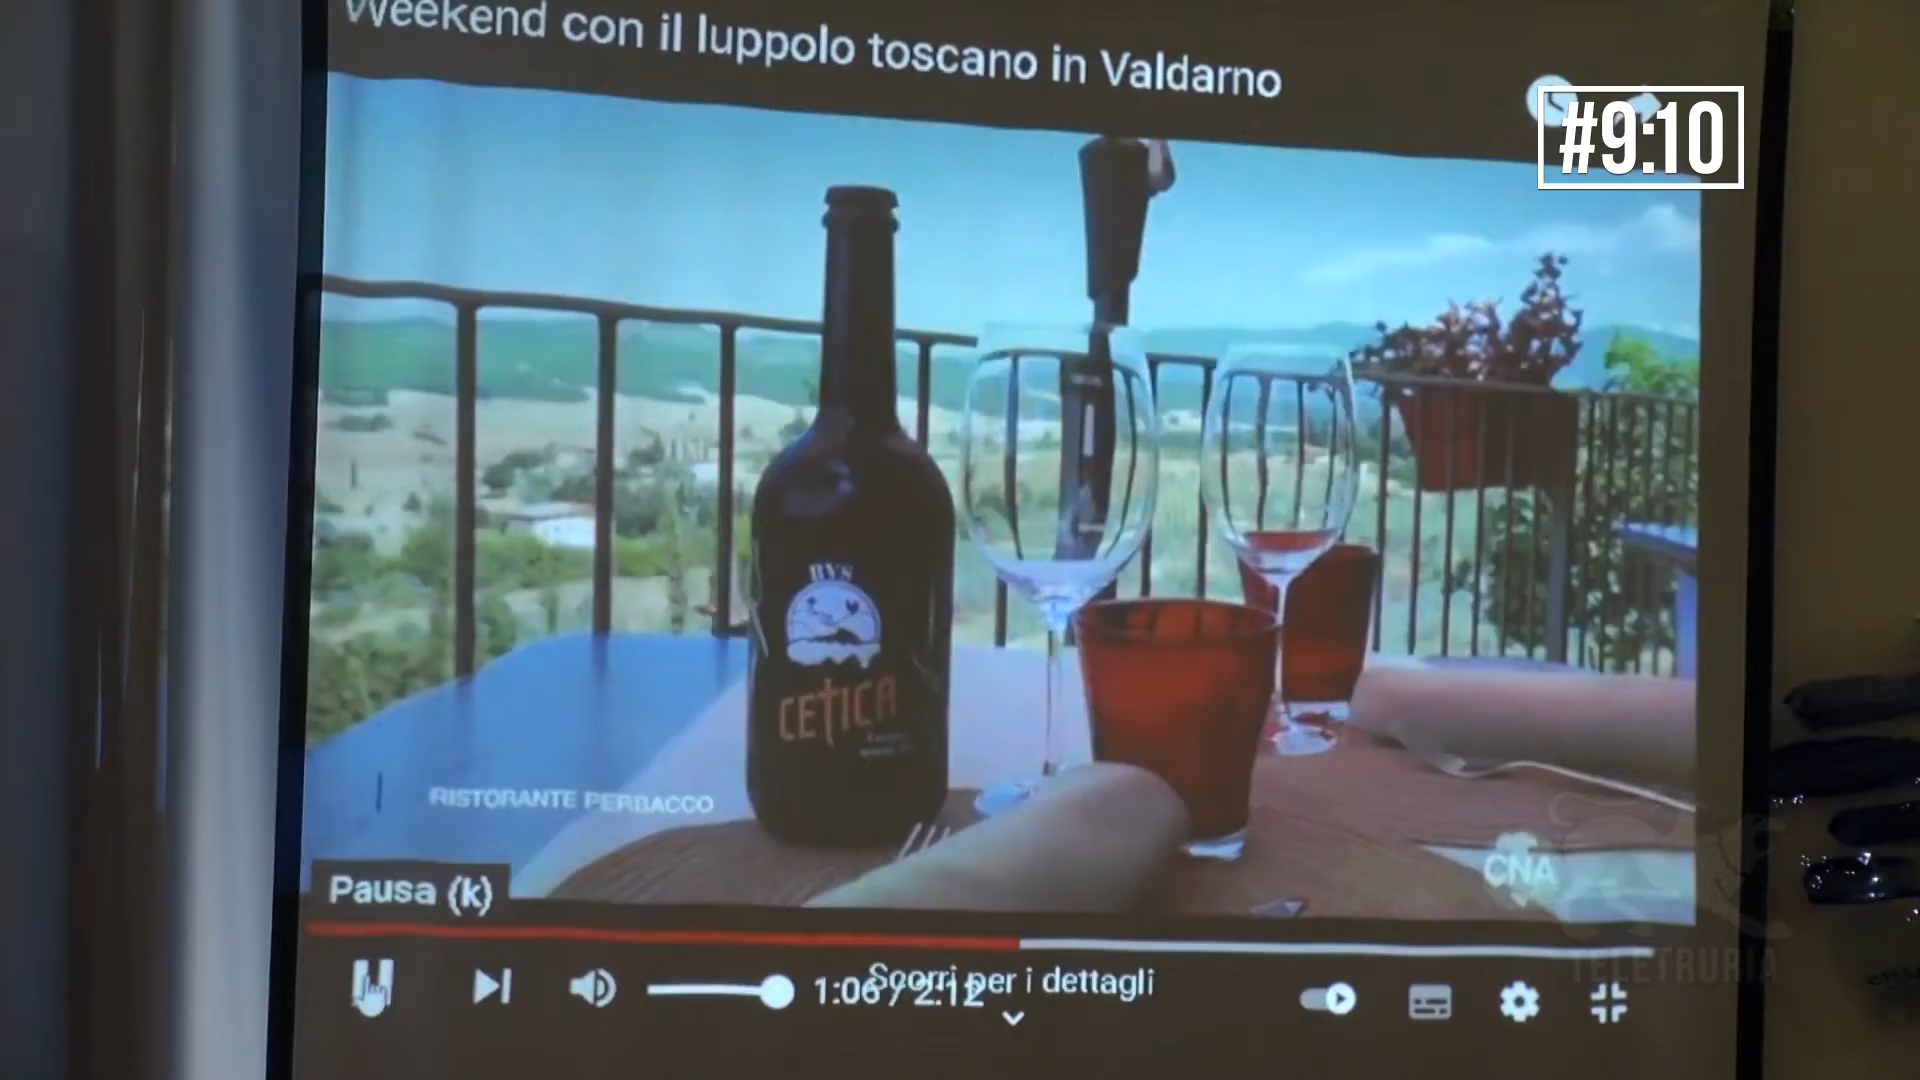 Weekend con il luppolo toscano in Valdarno
#9:10
BVS
CETICA
RISTORANTE PERBACCO
CNA
Pausa (k)
1:06 / 2:12
Scorri per i dettagli
TELETRURIA